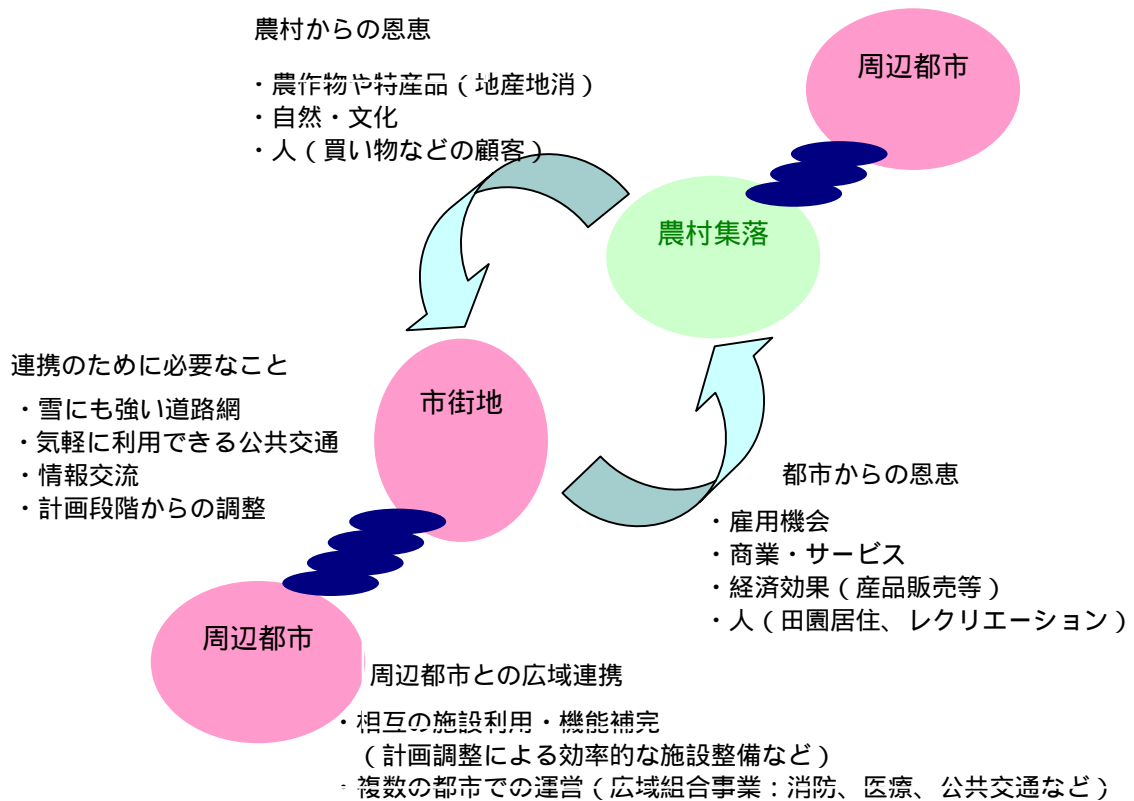 農村からの恩恵
・農作物や特産品（地産地消）
・自然・文化
・人（買い物などの顧客）
周辺都市
農村集落
連携のために必要なこと
・雪にも強い道路網
・気軽に利用できる公共交通
・情報交流
・計画段階からの調整
市街地
都市からの恩恵
・雇用機会
・商業・サービス
・経済効果（産品販売等）
・人（田園居住、レクリエーション）
周辺都市
周辺都市との広域連携
・相互の施設利用・機能補完
（計画調整による効率的な施設整備など）
・複数の都市での運営（広域組合事業：消防、医療、公共交通など）